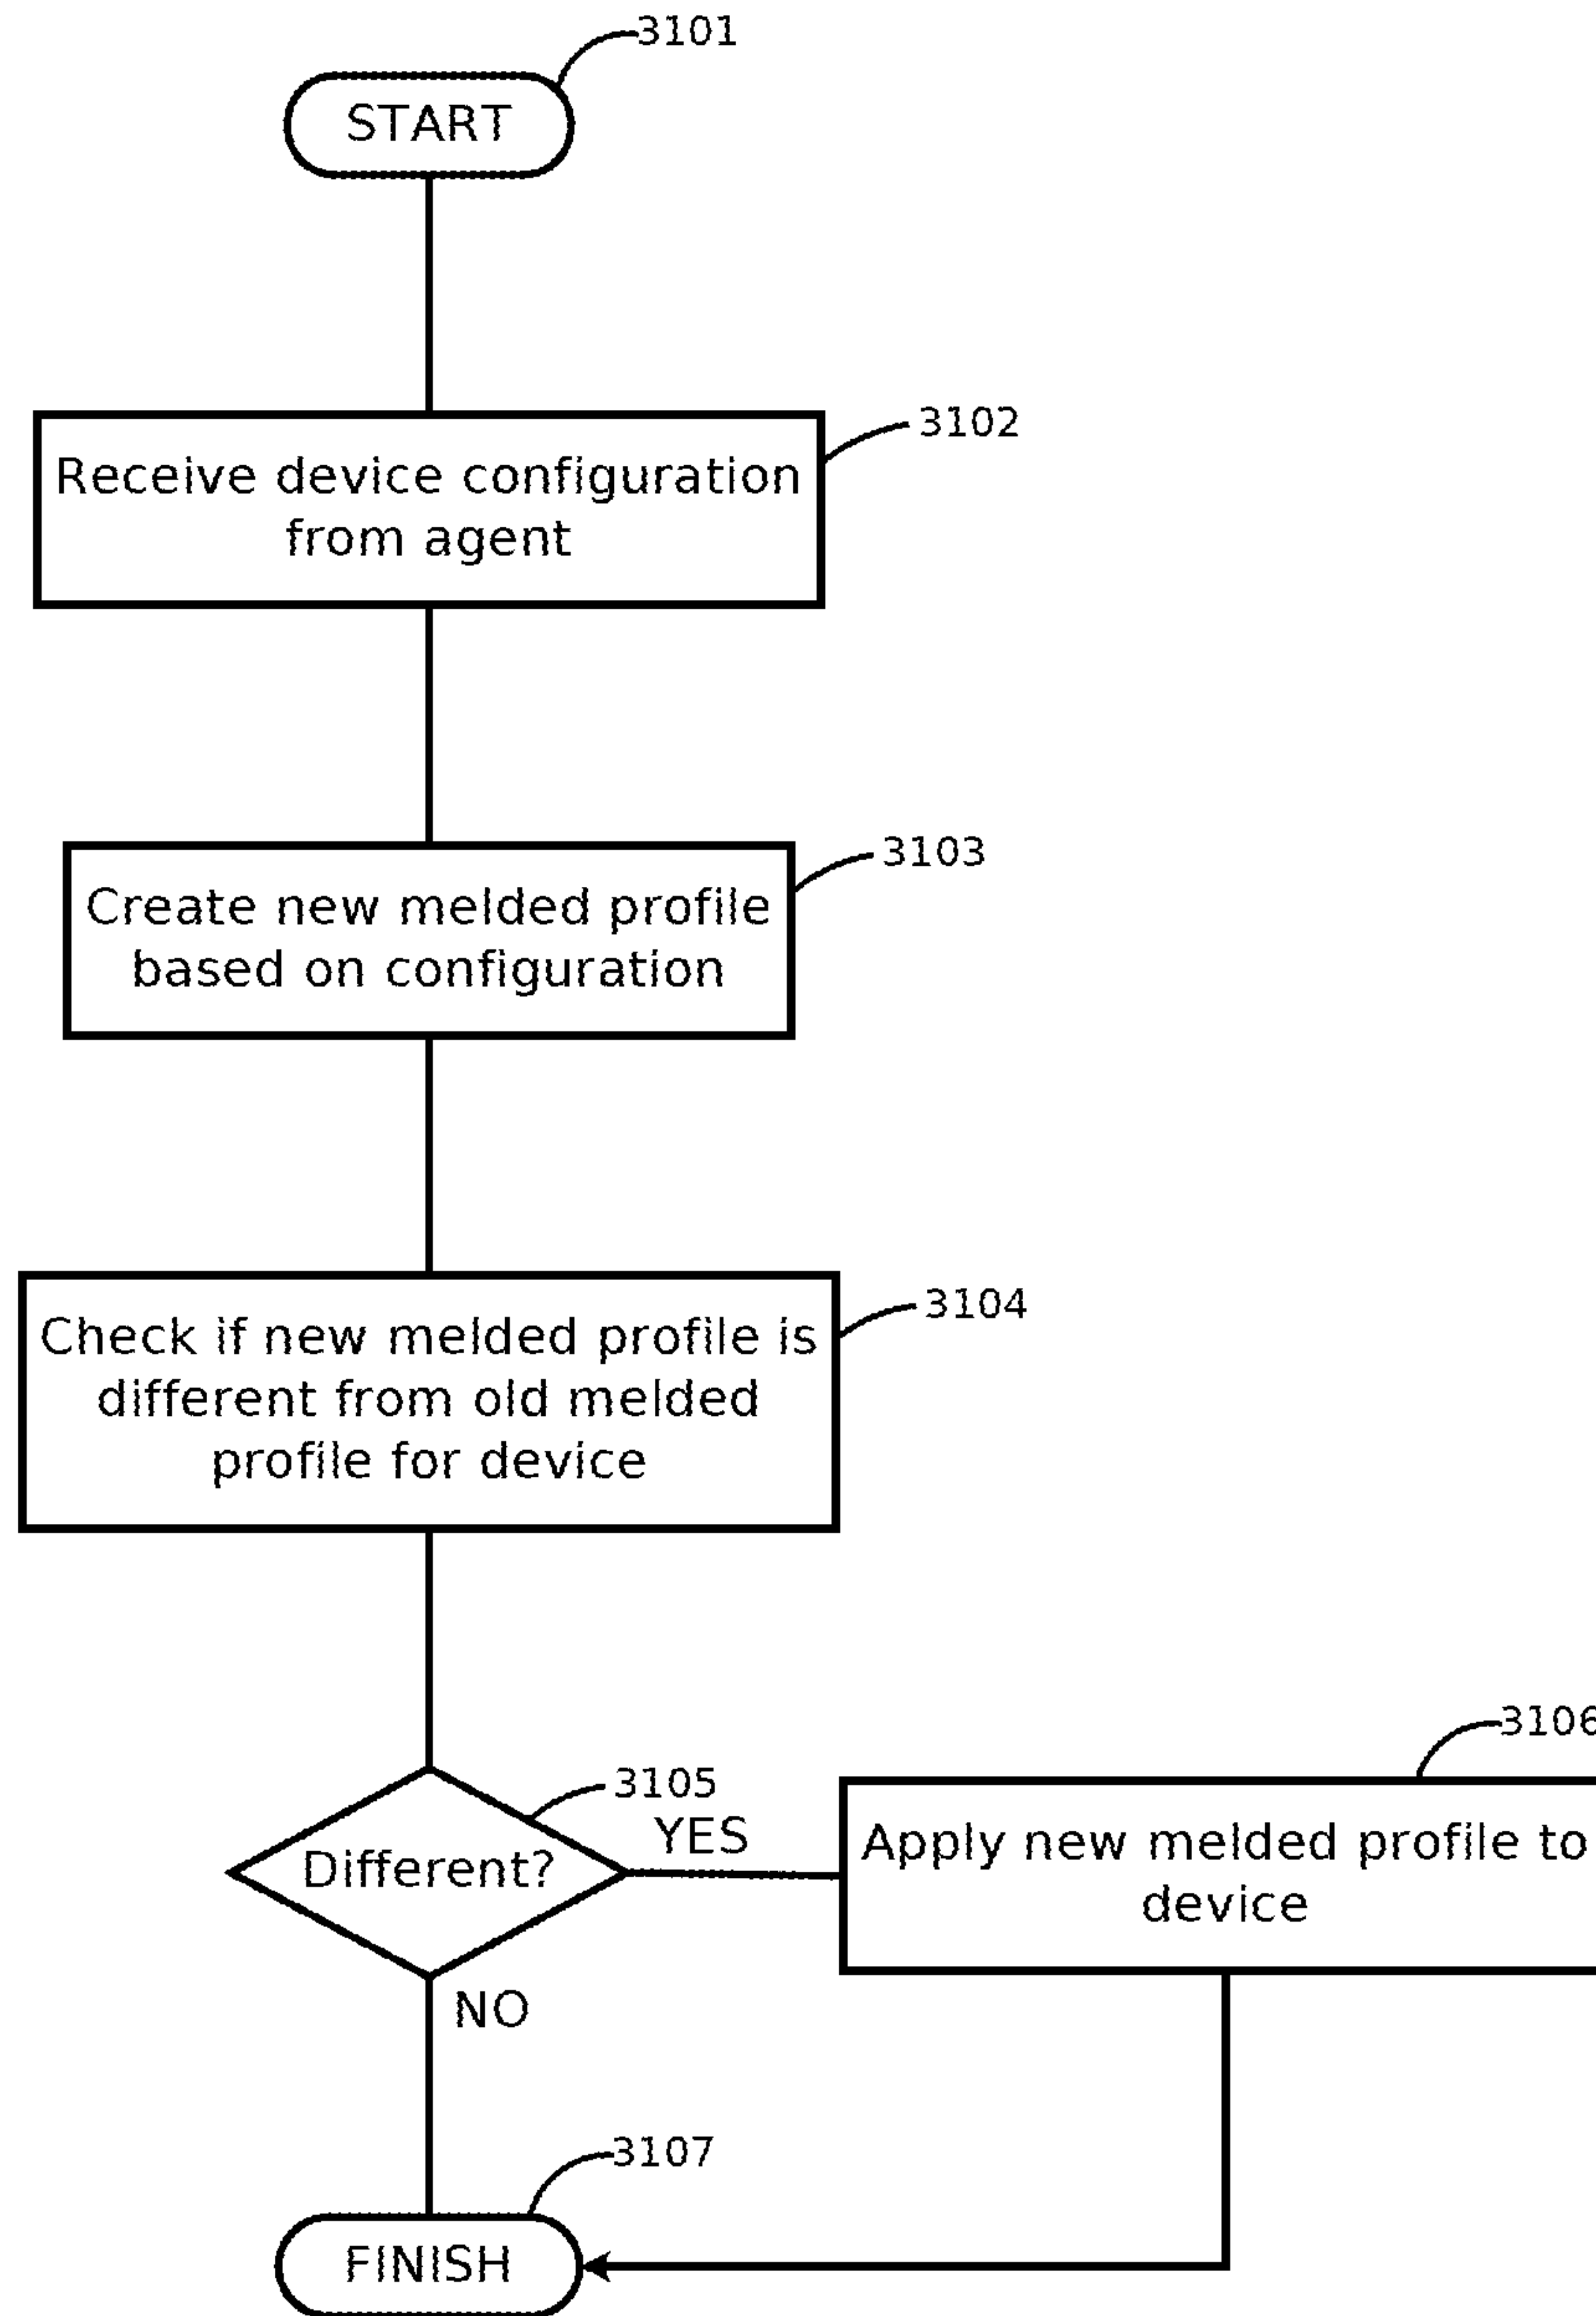 3101
START
3102
Receive device configuration
from agent
3103
Create new melded profile
based on configuration
3104
Check if new melded profile is
different from old melded
profile for device
3105
Different?
YES
3106
Apply new melded profile to
device
NO
3107
FINISH